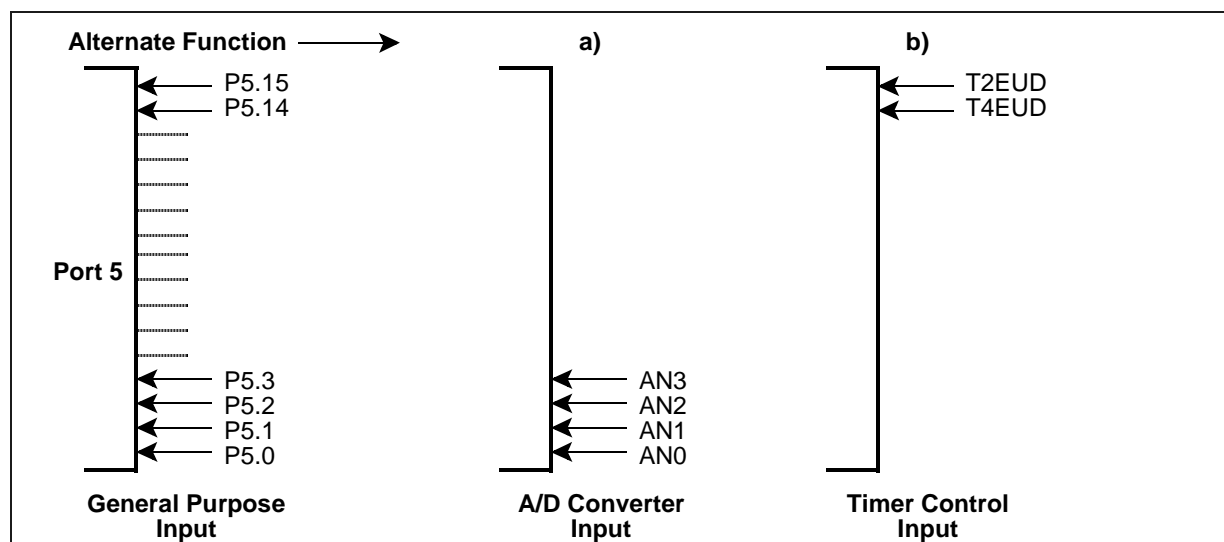 Alternate Function
a)
b)
P5.15
P5.14
T2EUD
T4EUD
Port 5
P5.3
P5.2
P5.1
P5.0
AN3
AN2
AN1
AN0
General Purpose
Input
A/D Converter
Input
Timer Control
Input